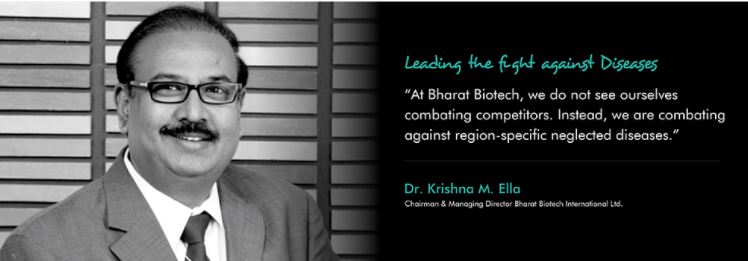 Leading the fight against Diseases
“At Bharat Biotech, we do not see ourselves
combating competitors. Instead, we are combating
against region-specific neglected diseases.”
Dr. Krishna M. Ella
Chairman & Managing Director Bharat Biotech International Ltd.